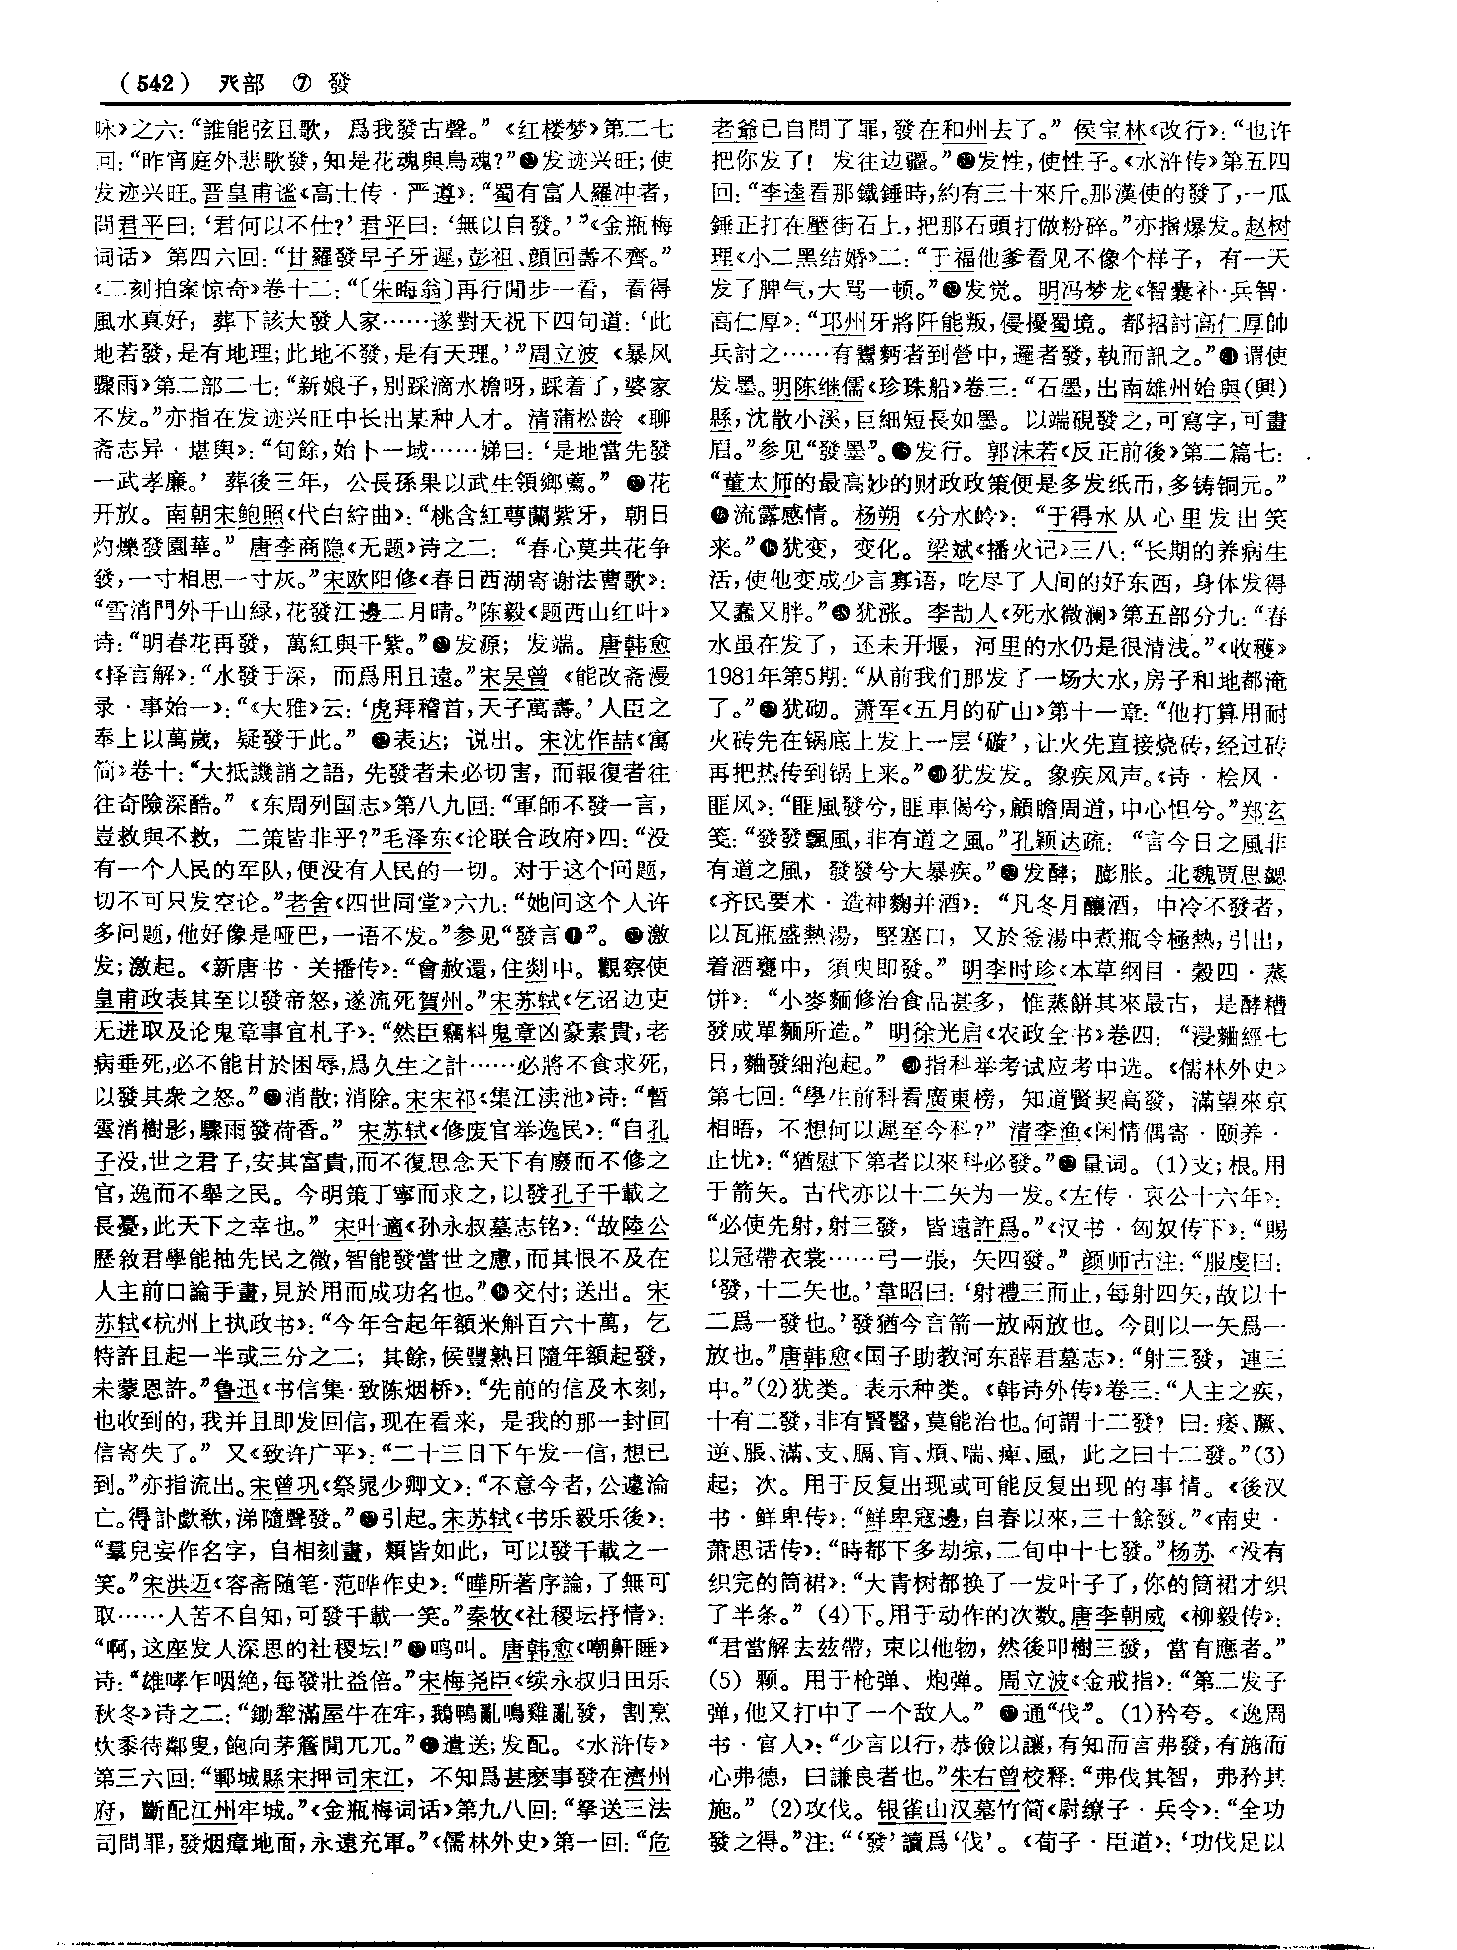 （542） 癶部 ⑦ 發
咏》之六：“誰能弦且歌，爲我發古聲。”《红楼梦》第二七
回：“昨宵庭外悲歌發，知是花魂與鳥魂？”发迹兴旺；使
发迹兴旺。晋皇甫谧《高士传·严遵》：“蜀有富人羅冲者，
問君平曰：‘君何以不仕？’君平曰：‘無以自發。’”《金瓶梅
词话》第四六回：“甘羅發早子牙遲，彭祖、顔回壽不齊。”
《二刻拍案惊奇》卷十二：“〔朱晦翁〕再行閒步一看，看得
風水真好，葬下該大發人家……遂對天祝下四句道：‘此
地若發，是有地理；此地不發，是有天理。’”周立波《暴风
骤雨》第二部二七：“新娘子，别踩滴水檐呀，踩着了，婆家
不发。”亦指在发迹兴旺中长出某种人才。清蒲松龄《聊
斋志异·堪舆》：“旬餘，始卜一域……娣曰：‘是地當先發
一武孝廉。’葬後三年，公長孫果以武生領鄉薦。”花
开放。南朝宋鲍照《代白紵曲》：“桃含紅萼蘭紫牙，朝日
灼爍發園華。”唐李商隐《无题》诗之二：“春心莫共花争
發，一寸相思一寸灰。”宋欧阳修《春日西湖寄谢法曹歌》：
“雪消門外千山緑，花發江邊二月晴。”陈毅《题西山红叶》
诗：“明春花再發，萬紅與千紫。”发源；发端。唐韩愈
《择言解》：“水發于深，而爲用且遠。”宋吴曾《能改斋漫
录·事始一》：“《大雅》云：‘虎拜稽首，天子萬壽。’人臣之
奉上以萬歲，疑發于此。”表达；说出。宋沈作喆《寓
简》卷十：“大抵譏誚之語，先發者未必切害，而報復者往
往奇險深酷。”《东周列国志》第八九回：“軍師不發一言，
豈救與不救，二策皆非乎？”毛泽东《论联合政府》四：“没
有一个人民的军队，便没有人民的一切。对于这个问题，
切不可只发空论。”老舍《四世同堂》六九：“她问这个人许
多问题，他好像是哑巴，一语不发。”参见“發言❶”。激
发；激起。《新唐书·关播传》：“會赦還，住剡中。觀察使
皇甫政表其至以發帝怒，遂流死賀州。”宋苏轼《乞诏边吏
无进取及论鬼章事宜札子》：“然臣竊料鬼章凶豪素貴，老
病垂死，必不能甘於困辱，爲久生之計……必將不食求死，
以發其衆之怒。”消散；消除。宋宋祁《集江渎池》诗：“暫
雲消樹影，驟雨發荷香。”宋苏轼《修废官举逸民》：“自孔
子没，世之君子，安其富貴，而不復思念天下有廢而不修之
官，逸而不舉之民。今明策丁寧而求之，以發孔子千載之
長憂，此天下之幸也。”宋叶適《孙永叔墓志铭》：“故陸公
歷敘君學能抽先民之微，智能發當世之慮，而其恨不及在
人主前口論手畫，見於用而成功名也。”交付；送出。宋
苏轼《杭州上执政书》：“今年合起年額米斛百六十萬，乞
特許且起一半或三分之二；其餘，候豐熟日隨年額起發，
未蒙恩許。”鲁迅《书信集·致陈烟桥》：“先前的信及木刻，
也收到的，我并且即发回信，现在看来，是我的那一封回
信寄失了。”又《致许广平》：“二十三日下午发一信，想已
到。”亦指流出。宋曾巩《祭晁少卿文》：“不意今者，公遽淪
亡。得訃歔欷，涕隨聲發。”引起。宋苏轼《书乐毅乐後》：
“羣兒妄作名字，自相刻畫，類皆如此，可以發千載之一
笑。”宋洪迈《容斋随笔·范晔作史》：“曄所著序論，了無可
取……人苦不自知，可發千載一笑。”秦牧《社稷坛抒情》：
“啊，这座发人深思的社稷坛！”鸣叫。唐韩愈《嘲鼾睡》
诗：“雄哮乍咽絶，每發壯益倍。”宋梅尧臣《续永叔归田乐
秋冬》诗之二：“鋤犂滿屋牛在牢，鵝鴨亂鳴雞亂發，割烹
炊黍待鄰叟，飽向茅簷閒兀兀。”遣送；发配。《水浒传》
第三六回：“鄆城縣宋押司宋江，不知爲甚麽事發在濟州
府，斷配江州牢城。”《金瓶梅词话》第九八回：“拏送三法
司問罪，發烟瘴地面，永遠充軍。”《儒林外史》第一回：“危
老爺已自問了罪，發在和州去了。”侯宝林《改行》：“也许
把你发了！发往边疆。”发性，使性子。《水浒传》第五四
回：“李逵看那鐵錘時，約有三十來斤。那漢使的發了，一瓜
錘正打在壓街石上，把那石頭打做粉碎。”亦指爆发。赵树
理《小二黑结婚》二：“于福他爹看见不像个样子，有一天
发了脾气，大骂一顿。”发觉。明冯梦龙《智囊补·兵智·
高仁厚》：“邛州牙將阡能叛，侵擾蜀境。都招討高仁厚帥
兵討之……有鬻麪者到營中，邏者發，執而訊之。”谓使
发墨。明陈继儒《珍珠船》卷三：“石墨，出南雄州始與（興）
縣，沈散小溪，巨細短長如墨。以端硯發之，可寫字，可畫
眉。”参见“發墨”。发行。郭沫若《反正前後》第二篇七：
“董太师的最高妙的财政政策便是多发纸币，多铸铜元。”
流露感情。杨朔《分水岭》：“于得水从心里发出笑
来。”犹变，变化。梁斌《播火记》三八：“长期的养病生
活，使他变成少言寡语，吃尽了人间的好东西，身体发得
又蠢又胖。”犹涨。李劼人《死水微澜》第五部分九：“春
水虽在发了，还未开堰，河里的水仍是很清浅。”《收穫》
1981年第5期：“从前我们那发了一场大水，房子和地都淹
了。”犹砌。萧军《五月的矿山》第十一章：“他打算用耐
火砖先在锅底上发上一层‘碹’，让火先直接烧砖，经过砖
再把热传到锅上来。”犹发发。象疾风声。《诗·桧风·
匪风》：“匪風發兮，匪車偈兮，顧瞻周道，中心怛兮。”郑玄
笺：“發發飄風，非有道之風。”孔颖达疏：“言今日之風非
有道之風，發發兮大暴疾。”发酵；膨胀。北魏贾思勰
《齐民要术·造神麴并酒》：“凡冬月釀酒，中冷不發者，
以瓦瓶盛熱湯，堅塞口，又於釜湯中煮瓶令極熱，引出，
着酒甕中，須臾即發。”明李时珍《本草纲目·穀四·蒸
饼》：“小麥麵修治食品甚多，惟蒸餅其來最古，是酵糟
發成單麵所造。”明徐光启《农政全书》卷四：“浸麯經七
日，麯發細泡起。”指科举考试应考中选。《儒林外史》
第七回：“學生前科看廣東榜，知道賢契高發，滿望來京
相晤，不想何以遲至今科？”清李渔《闲情偶寄·颐养·
止忧》：“猶慰下第者以來科必發。”量词。（1）支；根。用
于箭矢。古代亦以十二矢为一发。《左传·哀公十六年》：
“必使先射，射三發，皆遠許爲。”《汉书·匈奴传下》：“賜
以冠帶衣裳……弓一張，矢四發。”颜师古注：“服虔曰：
‘發，十二矢也。’韋昭曰：‘射禮三而止，每射四矢，故以十
二爲一發也。’發猶今言箭一放兩放也。今則以一矢爲一
放也。”唐韩愈《国子助教河东薛君墓志》：“射三發，連三
中。”（2）犹类。表示种类。《韩诗外传》卷三：“人主之疾，
十有二發，非有賢醫，莫能治也。何謂十二發？曰：痿、蹶、
逆、脹、滿、支、膈、肓、煩、喘、痺、風，此之曰十二發。”（3）
起；次。用于反复出现或可能反复出现的事情。《後汉
书·鲜卑传》：“鮮卑寇邊，自春以來，三十餘發。”《南史·
萧思话传》：“時都下多劫掠，二旬中十七發。”杨苏《没有
织完的筒裙》：“大青树都换了一发叶子了，你的筒裙才织
了半条。”（4）下。用于动作的次数。唐李朝威《柳毅传》：
“君當解去兹帶，束以他物，然後叩樹三發，當有應者。”
（5）颗。用于枪弹、炮弹。周立波《金戒指》：“第二发子
弹，他又打中了一个敌人。”通“伐”。（1）矜夸。《逸周
书·官人》：“少言以行，恭儉以讓，有知而言弗發，有施而
心弗德，曰謙良者也。”朱右曾校释：“弗伐其智，弗矜其
施。”（2）攻伐。银雀山汉墓竹简《尉缭子·兵令》：“全功
發之得。”注：“‘發’讀爲‘伐’。《荀子·臣道》：‘功伐足以